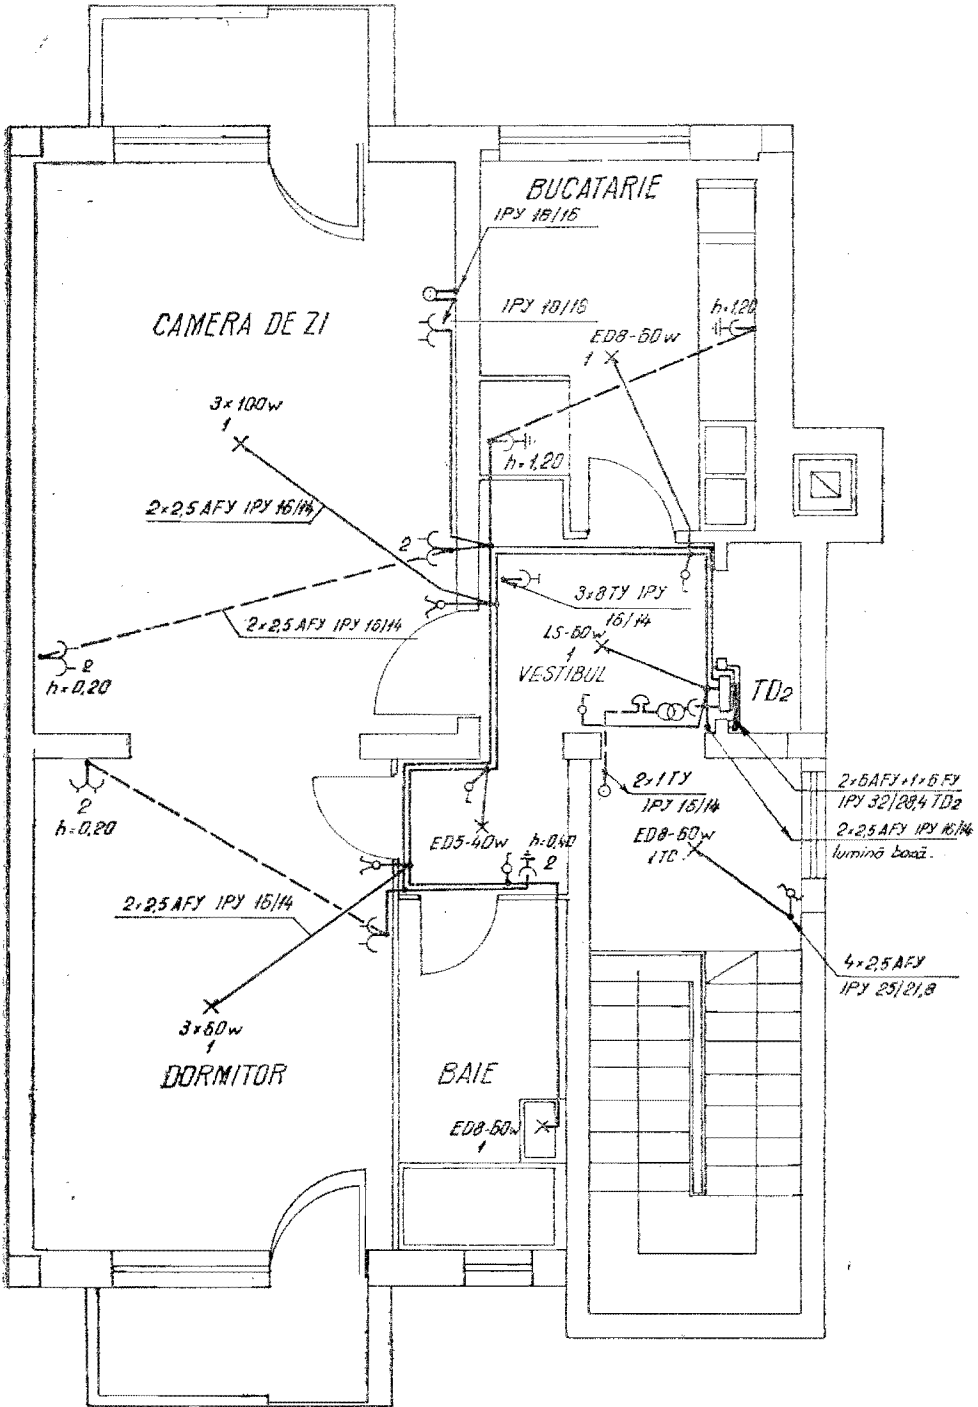 BUCATARIE
IPY 18/16
CAMERA DE ZI
IPY 18/16
h=1,20
ED8-60w
1
3×100w
1
h=1,20
2×2,5 AFY IPY 16/14
2
3×8TY IPY
16/14
2×2,5 AFY IPY 16/14
LS-60w
1
VESTIBUL
2
h=0,20
TD2
2
h=0,20
2×1TY
IPY 16/14
2×6AFY+1×6FY
IPY 32/28,4 TD2
ED5-40w
h=0,40
2
ED8-60w
1TC
2×2,5 AFY IPY 16/14
lumină bază.
2×2,5 AFY IPY 16/14
4×2,5 AFY
IPY 25/21,8
3×60w
1
DORMITOR
BAIE
ED8-60w
1